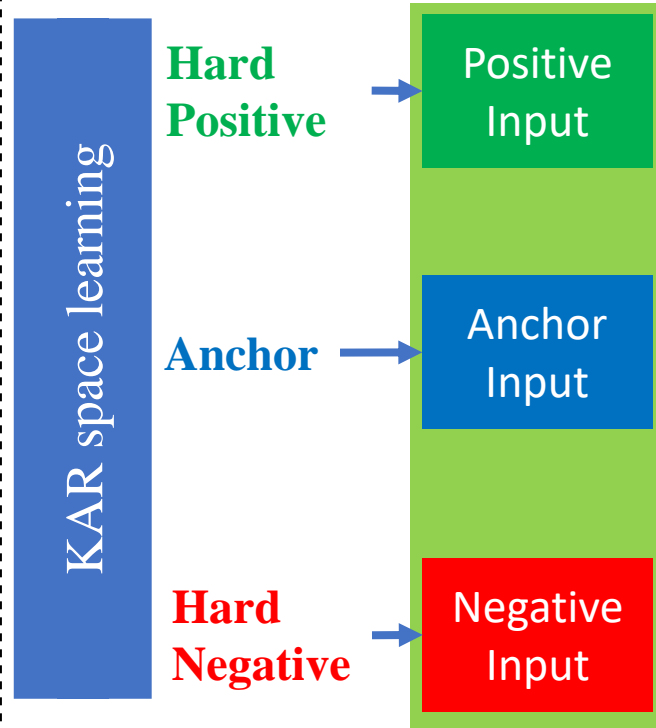 KAR space learning
Hard
Positive
Positive
Input
Anchor
Anchor
Input
Hard
Negative
Negative
Input